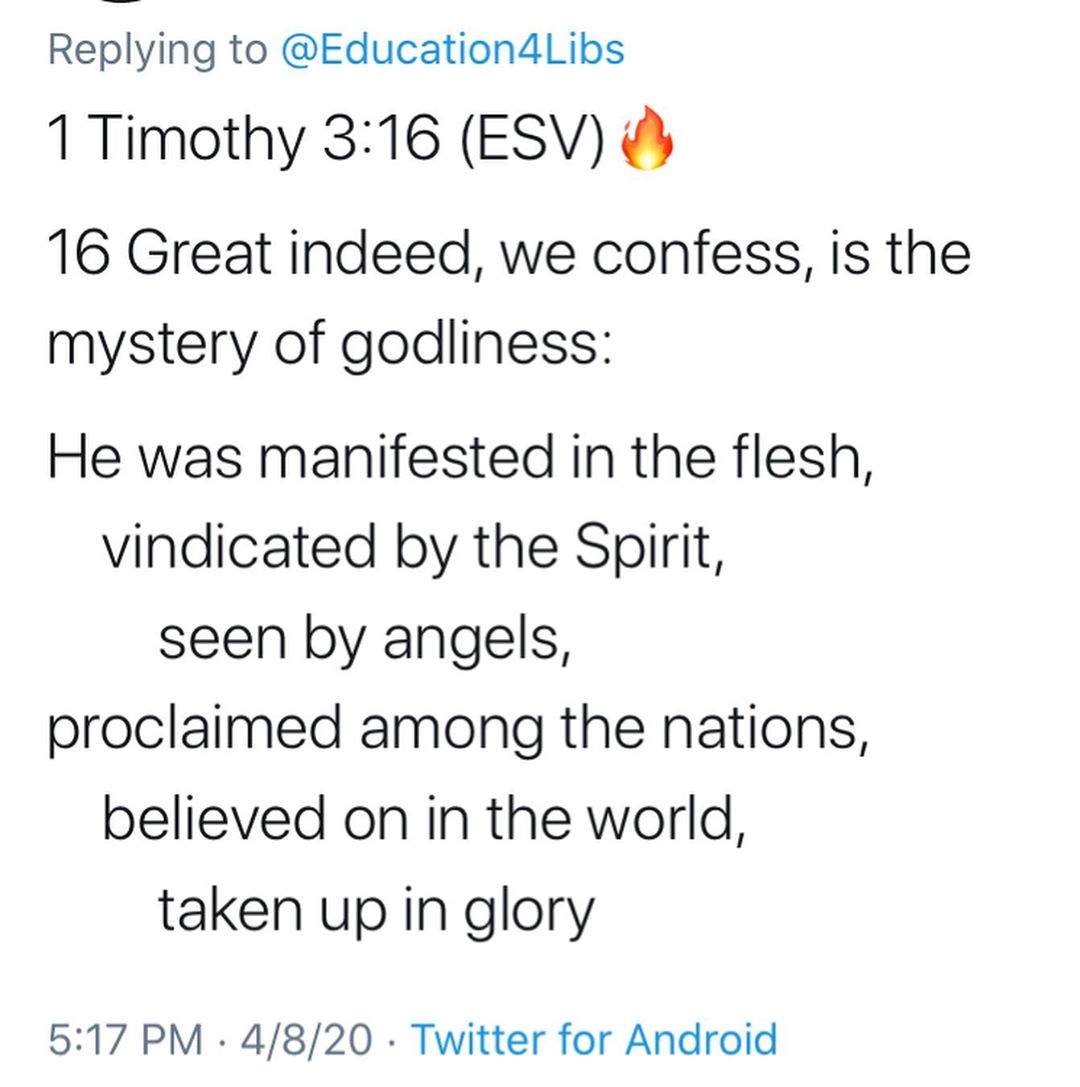 Replying to @Education4Libs
1 Timothy 3:16 (ESV)🔥
16 Great indeed, we confess, is the
mystery of godliness:
He was manifested in the flesh,
vindicated by the Spirit,
seen by angels,
proclaimed among the nations,
believed on in the world,
taken up in glory
5:17 PM · 4/8/20 · Twitter for Android